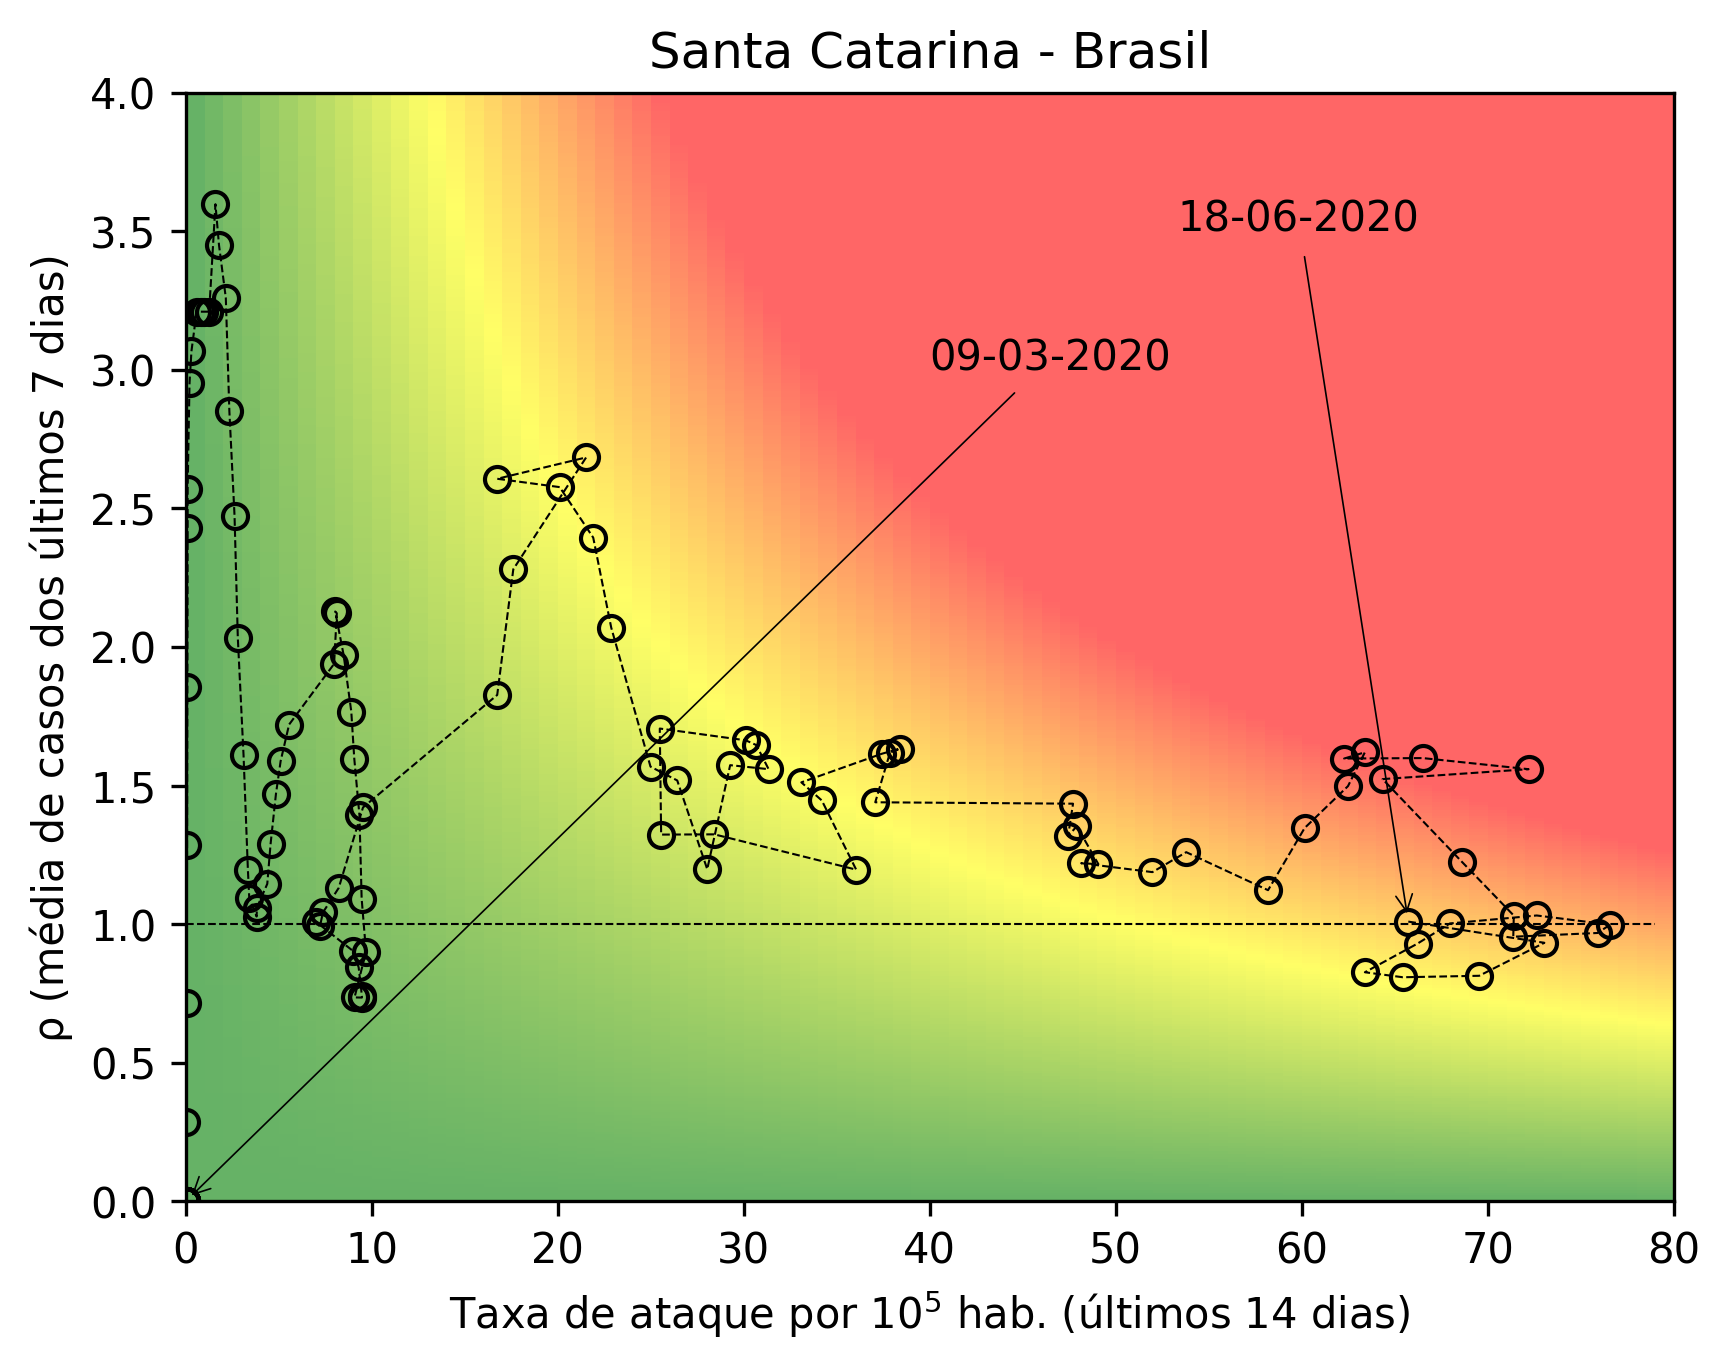 Santa Catarina - Brasil
4.0
3.5
3.0
2.5
2.0
1.5
1.0
0.5
0.0
ρ (média de casos dos últimos 7 dias)
18-06-2020
09-03-2020
0 10 20 30 40 50 60 70 80
Taxa de ataque por 10⁵ hab. (últimos 14 dias)